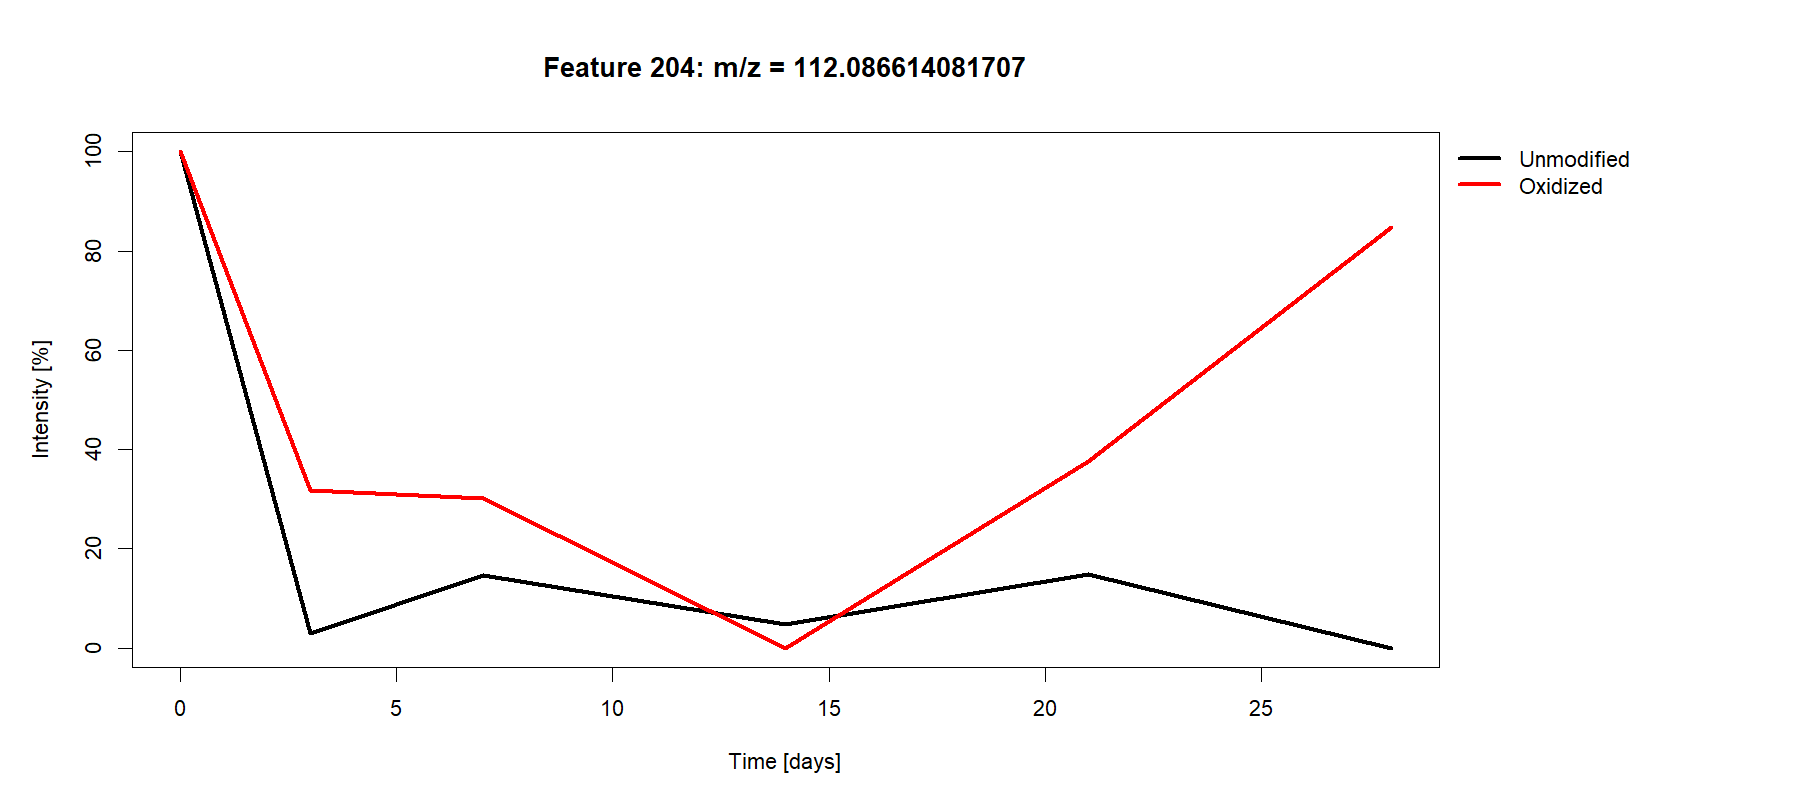 Feature 204: m/z = 112.086614081707
Unmodified
Oxidized
Intensity [%]
100
80
60
40
20
0
0 5 10 15 20 25
Time [days]